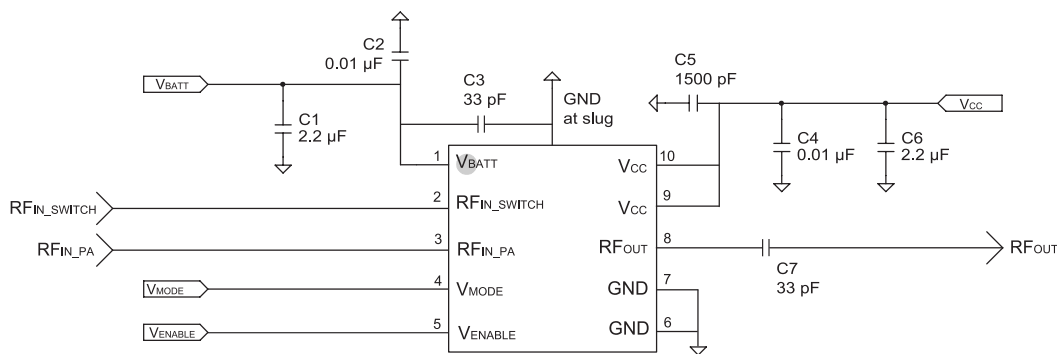 C2
0.01 µF
VBATT
C1
2.2 µF
C3
33 pF
GND
at slug
C5
1500 pF
VCC
C4
0.01 µF
C6
2.2 µF
1
VBATT
10
VCC
RFIN_SWITCH
2
RFIN_SWITCH
9
VCC
RFIN_PA
3
RFIN_PA
RFOUT
8
C7
33 pF
RFOUT
VMODE
4
VMODE
GND
7
VENABLE
5
VENABLE
GND
6